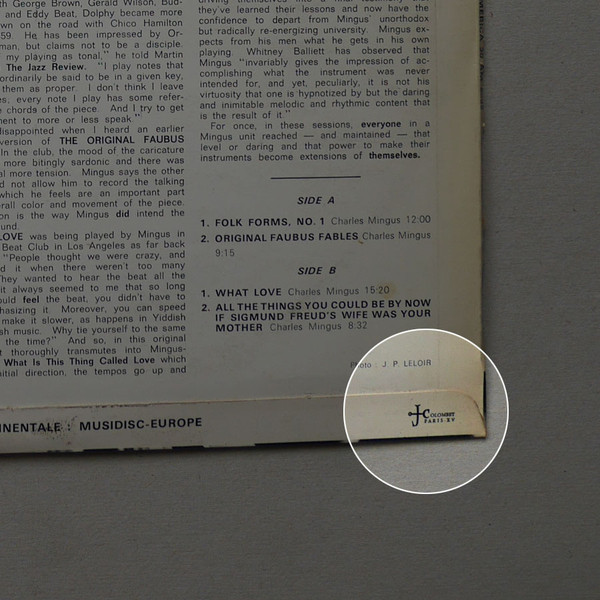 th George Brown, Gerald Wilson, Bud-
and Eddy Beat, Dolphy became more
wn on the road with Chico Hamilton
59. He has been impressed by Or-
man, but claims not to be a disciple.
my playing as tonal," he told Martin
The Jazz Review. "I play notes that
ordinarily be said to be in a given key,
them as proper. I don't think I leave
es; every note I play has some refer-
e chords of the piece. And I try to get
ment to more or less speak."
disappointed when I heard an earlier
version of THE ORIGINAL FAUBUS
In the club, the mood of the caricature
more bitingly sardonic and there was
al more tension. Mingus says the other
did not allow him to record the talking
which he feels are an important part
erall color and movement of the piece.
on is the way Mingus did intend the
und.
LOVE was being played by Mingus in
Beat Club in Los Angeles as far back
"People thought we were crazy, and
d it when there weren't too many
They wanted to hear the beat all the
it always seemed to me that so long
ould feel the beat, you didn't have to
hasizing it. Moreover, you can speed
make it slower, as happens in Yiddish
sh music. Why tie yourself to the same
the time?" And so, in this original
t thoroughly transmutes into Mingus-
What Is This Thing Called Love which
nitial direction, the tempos go up and
confidence to depart from Mingus' unorthodox
but radically re-energizing university. Mingus ex-
pects from his men what he gets in his own
playing. Whitney Balliett has observed that
Mingus "invariably gives the impression of ac-
complishing what the instrument was never
intended for, and yet, peculiarly, it is not his
virtuosity that one is hypnotized by but the daring
and inimitable melodic and rhythmic content that
is the result of it."
For once, in these sessions, everyone in a
Mingus unit reached — and maintained — that
level or daring and that power to make their
instruments become extensions of themselves.
SIDE A
1. FOLK FORMS, NO. 1 Charles Mingus 12:00
2. ORIGINAL FAUBUS FABLES Charles Mingus
9:15
SIDE B
1. WHAT LOVE Charles Mingus 15:20
2. ALL THE THINGS YOU COULD BE BY NOW
IF SIGMUND FREUD'S WIFE WAS YOUR
MOTHER Charles Mingus 8:32
Photo : J. P. LELOIR
INENTALE : MUSIDISC-EUROPE
JCOLOMBET
PARIS-XV